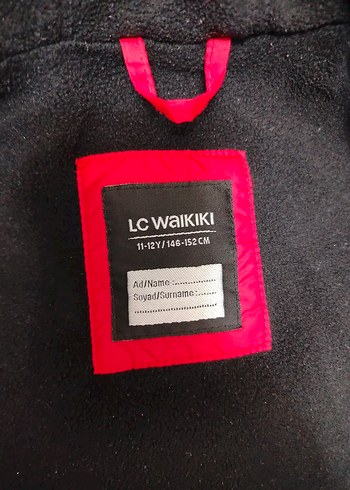 LC WAIKIKI
11-12Y / 146-152 CM
Ad/Name :..................
Soyad/Surname :.......
..............................